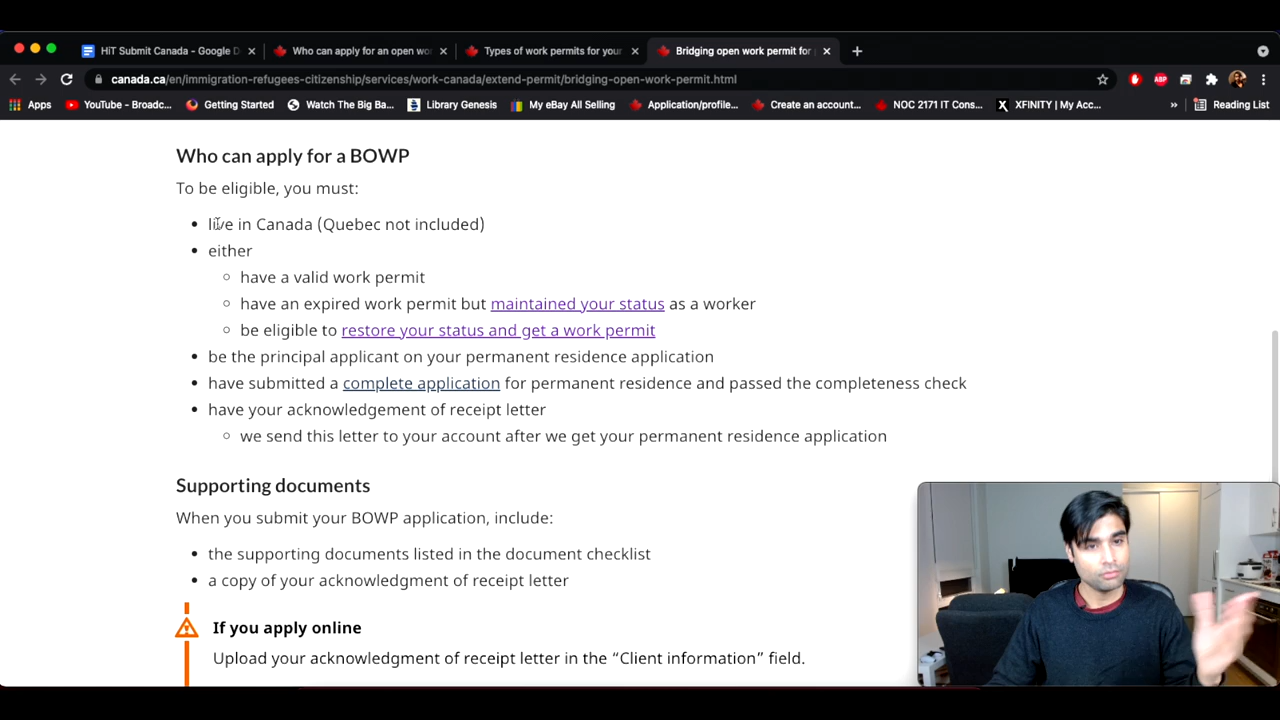 HiT Submit Canada - Google D
Who can apply for an open wo
Types of work permits for your
Bridging open work permit for
canada.ca/en/immigration-refugees-citizenship/services/work-canada/extend-permit/bridging-open-work-permit.html
ABP
Apps
YouTube - Broadc...
Getting Started
Watch The Big Ba...
Library Genesis
My eBay All Selling
Application/profile...
Create an account...
NOC 2171 IT Cons...
XFINITY | My Acc...
»
Reading List
Who can apply for a BOWP
To be eligible, you must:
• live in Canada (Quebec not included)
• either
◦ have a valid work permit
◦ have an expired work permit but maintained your status as a worker
◦ be eligible to restore your status and get a work permit
• be the principal applicant on your permanent residence application
• have submitted a complete application for permanent residence and passed the completeness check
• have your acknowledgement of receipt letter
◦ we send this letter to your account after we get your permanent residence application
Supporting documents
When you submit your BOWP application, include:
• the supporting documents listed in the document checklist
• a copy of your acknowledgment of receipt letter
If you apply online
Upload your acknowledgment of receipt letter in the “Client information” field.